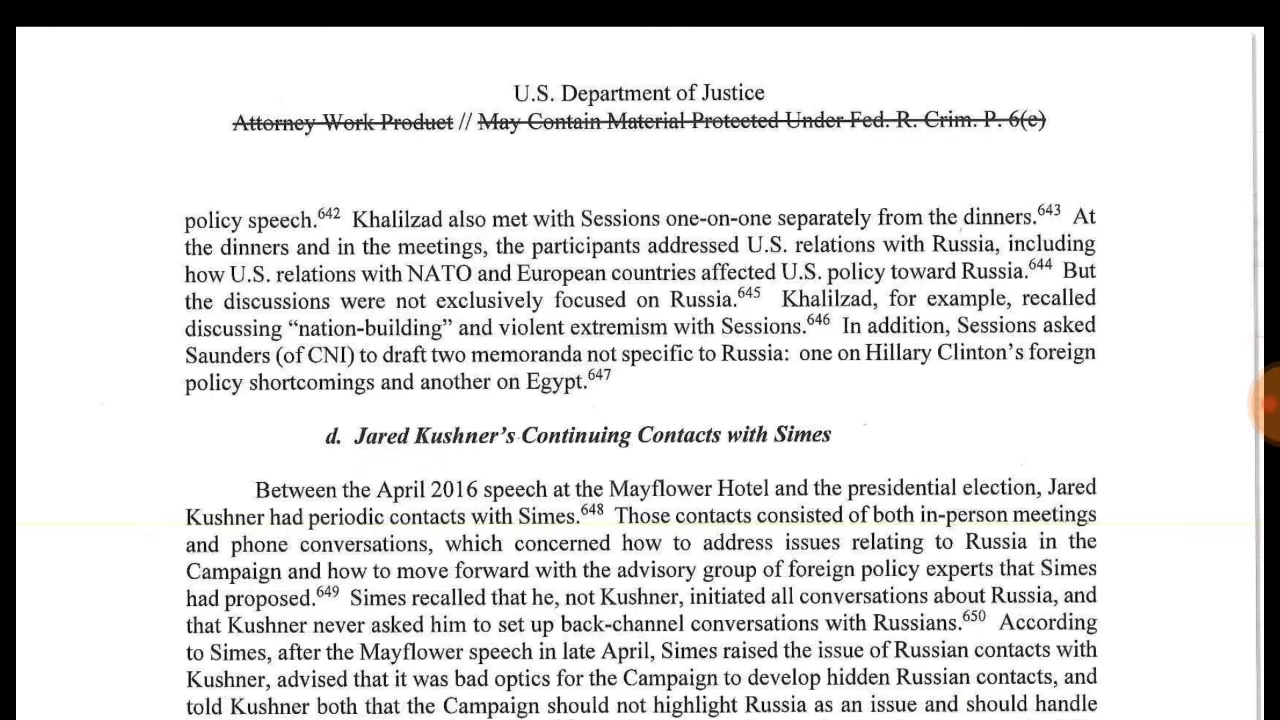 U.S. Department of Justice
Attorney Work Product // May Contain Material Protected Under Fed. R. Crim. P. 6(e)
policy speech.642 Khalilzad also met with Sessions one-on-one separately from the dinners.643 At
the dinners and in the meetings, the participants addressed U.S. relations with Russia, including
how U.S. relations with NATO and European countries affected U.S. policy toward Russia.644 But
the discussions were not exclusively focused on Russia.645 Khalilzad, for example, recalled
discussing “nation-building” and violent extremism with Sessions.646 In addition, Sessions asked
Saunders (of CNI) to draft two memoranda not specific to Russia: one on Hillary Clinton’s foreign
policy shortcomings and another on Egypt.647
d. Jared Kushner’s Continuing Contacts with Simes
Between the April 2016 speech at the Mayflower Hotel and the presidential election, Jared
Kushner had periodic contacts with Simes.648 Those contacts consisted of both in-person meetings
and phone conversations, which concerned how to address issues relating to Russia in the
Campaign and how to move forward with the advisory group of foreign policy experts that Simes
had proposed.649 Simes recalled that he, not Kushner, initiated all conversations about Russia, and
that Kushner never asked him to set up back-channel conversations with Russians.650 According
to Simes, after the Mayflower speech in late April, Simes raised the issue of Russian contacts with
Kushner, advised that it was bad optics for the Campaign to develop hidden Russian contacts, and
told Kushner both that the Campaign should not highlight Russia as an issue and should handle